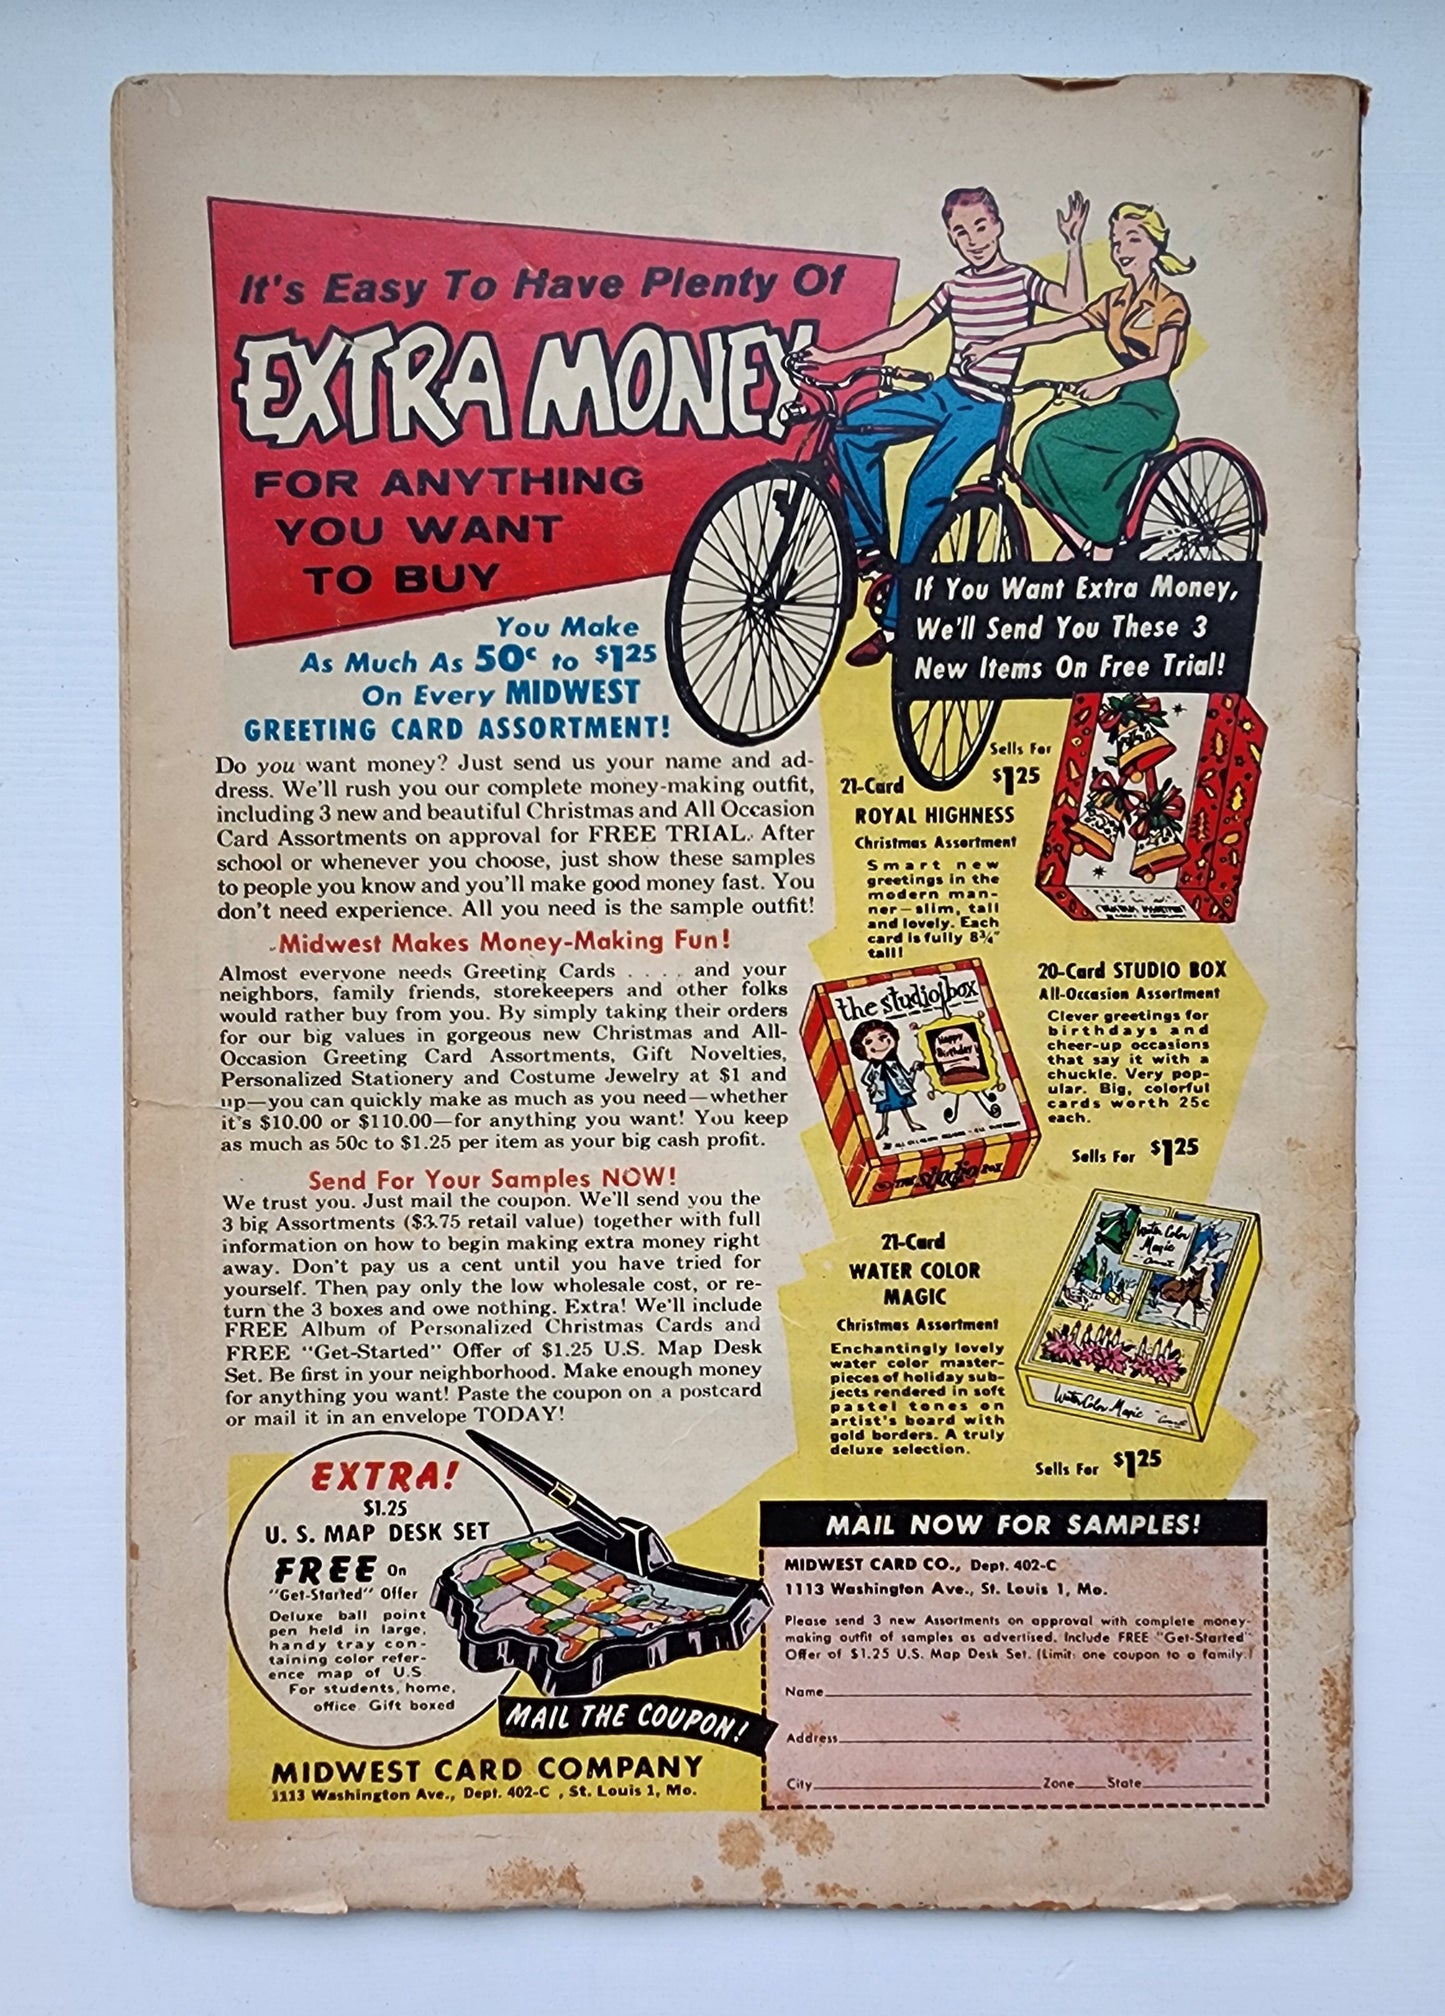 It's Easy To Have Plenty Of
EXTRA MONEY
FOR ANYTHING
YOU WANT
TO BUY
You Make
As Much As 50c to $1.25
On Every MIDWEST
GREETING CARD ASSORTMENT!
Do you want money? Just send us your name and ad-
dress. We'll rush you our complete money-making outfit,
including 3 new and beautiful Christmas and All Occasion
Card Assortments on approval for FREE TRIAL. After
school or whenever you choose, just show these samples
to people you know and you'll make good money fast. You
don't need experience. All you need is the sample outfit!
Midwest Makes Money-Making Fun!
Almost everyone needs Greeting Cards . . . . and your
neighbors, family friends, storekeepers and other folks
would rather buy from you. By simply taking their orders
for our big values in gorgeous new Christmas and All-
Occasion Greeting Card Assortments, Gift Novelties,
Personalized Stationery and Costume Jewelry at $1 and
up—you can quickly make as much as you need—whether
it's $10.00 or $110.00—for anything you want! You keep
as much as 50c to $1.25 per item as your big cash profit.
Send For Your Samples NOW!
We trust you. Just mail the coupon. We'll send you the
3 big Assortments ($3.75 retail value) together with full
information on how to begin making extra money right
away. Don't pay us a cent until you have tried for
yourself. Then pay only the low wholesale cost, or re-
turn the 3 boxes and owe nothing. Extra! We'll include
FREE Album of Personalized Christmas Cards and
FREE "Get-Started" Offer of $1.25 U.S. Map Desk
Set. Be first in your neighborhood. Make enough money
for anything you want! Paste the coupon on a postcard
or mail it in an envelope TODAY!
If You Want Extra Money,
We'll Send You These 3
New Items On Free Trial!
Sells For
$1.25
21-Card
ROYAL HIGHNESS
Christmas Assortment
Smart new
greetings in the
modern man-
ner—slim, tall
and lovely. Each
card is fully 8¾"
tall!
the studio box
Happy
Birthday
THE studio BOX
20-Card STUDIO BOX
All-Occasion Assortment
Clever greetings for
birthdays and
cheer-up occasions
that say it with a
chuckle. Very pop-
ular. Big, colorful
cards worth 25c
each.
Sells For $1.25
21-Card
WATER COLOR
MAGIC
Christmas Assortment
Enchantingly lovely
water color master-
pieces of holiday sub-
jects rendered in soft
pastel tones on
artist's board with
gold borders. A truly
deluxe selection.
Water Color
Magic
Water Color Magic
Sells For $1.25
EXTRA!
$1.25
U. S. MAP DESK SET
FREE On
"Get-Started" Offer
Deluxe ball point
pen held in large,
handy tray con-
taining color refer-
ence map of U.S.
For students, home,
office. Gift boxed
MAIL THE COUPON!
MIDWEST CARD COMPANY
1113 Washington Ave., Dept. 402-C , St. Louis 1, Mo.
MAIL NOW FOR SAMPLES!
MIDWEST CARD CO., Dept. 402-C
1113 Washington Ave., St. Louis 1, Mo.
Please send 3 new Assortments on approval with complete money-
making outfit of samples as advertised. Include FREE "Get-Started"
Offer of $1.25 U.S. Map Desk Set. (Limit: one coupon to a family.)
Name
Address
City Zone State